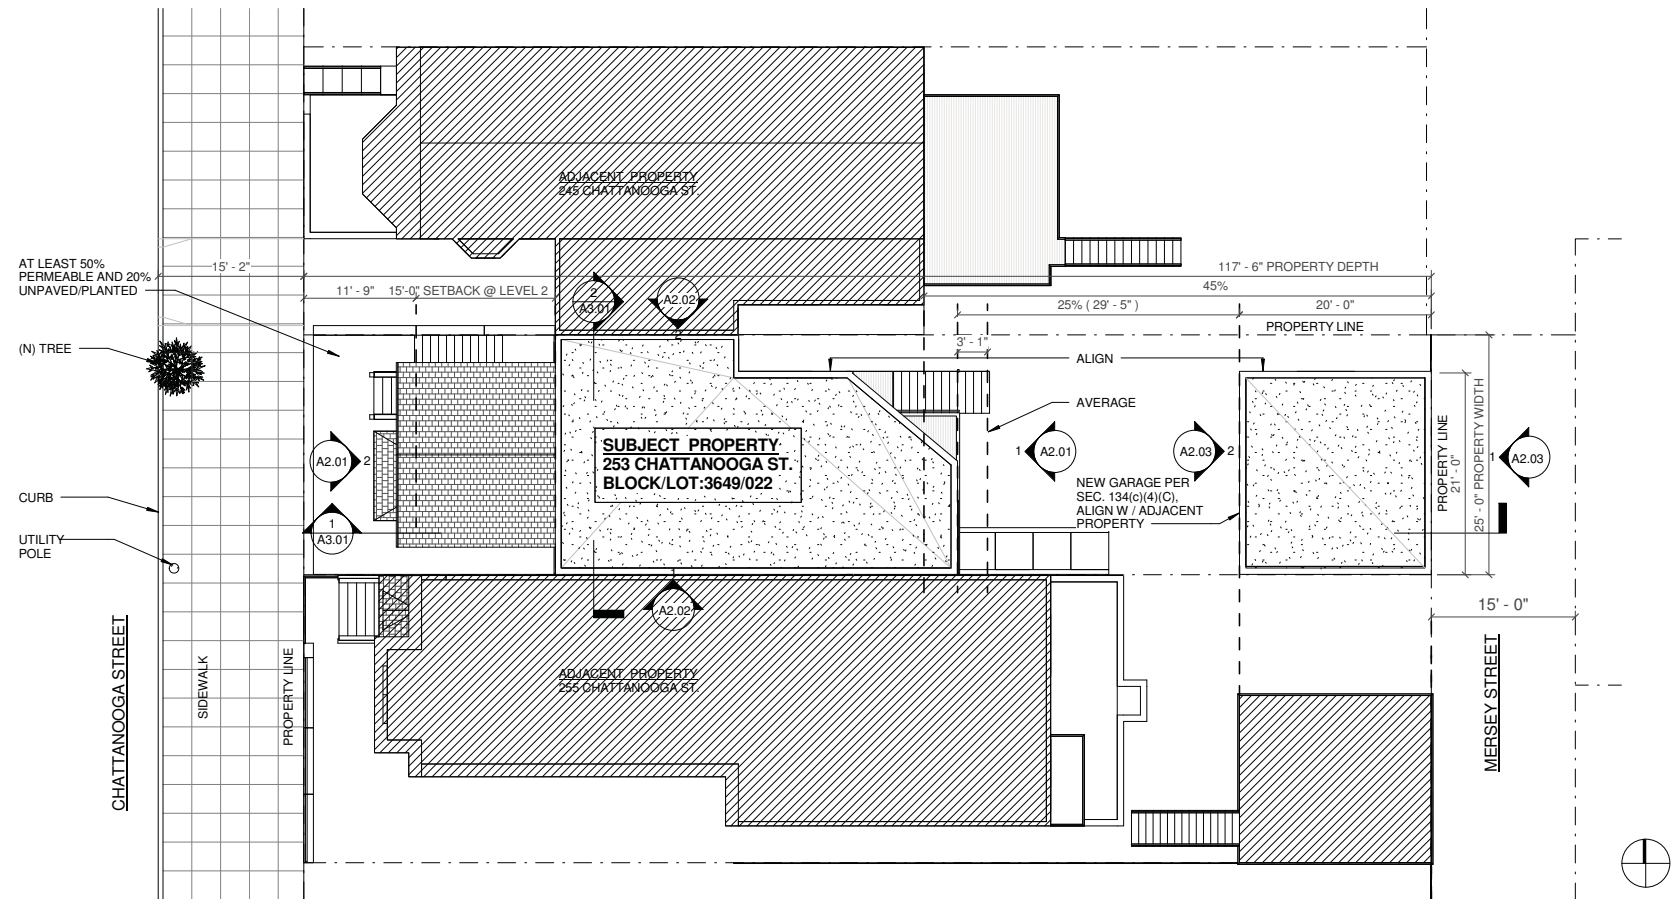 ADJACENT PROPERTY
245 CHATTANOOGA ST.
AT LEAST 50%
PERMEABLE AND 20%
UNPAVED/PLANTED
15' - 2"
117' - 6" PROPERTY DEPTH
11' - 9"
15'-0" SETBACK @ LEVEL 2
45%
2
A3.01
A2.02
2
25% ( 29' - 5" )
20' - 0"
PROPERTY LINE
3' - 1"
(N) TREE
ALIGN
AVERAGE
SUBJECT PROPERTY
253 CHATTANOOGA ST.
BLOCK/LOT:3649/022
A2.01
2
1
A2.01
A2.03
2
1
A2.03
PROPERTY LINE
21' - 0"
25' - 0" PROPERTY WIDTH
NEW GARAGE PER
SEC. 134(c)(4)(C),
ALIGN W / ADJACENT
PROPERTY
CURB
1
A3.01
UTILITY
POLE
1
A2.02
15' - 0"
CHATTANOOGA STREET
SIDEWALK
PROPERTY LINE
ADJACENT PROPERTY
255 CHATTANOOGA ST.
MERSEY STREET